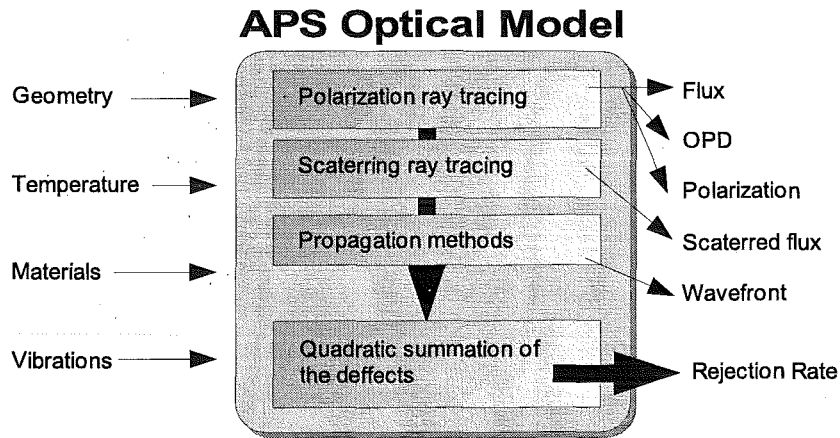 APS Optical Model
Geometry
Temperature
Materials
Vibrations
Polarization ray tracing
Scaterring ray tracing
Propagation methods
Quadratic summation of
the deffects
Flux
OPD
Polarization
Scaterred flux
Wavefront
Rejection Rate